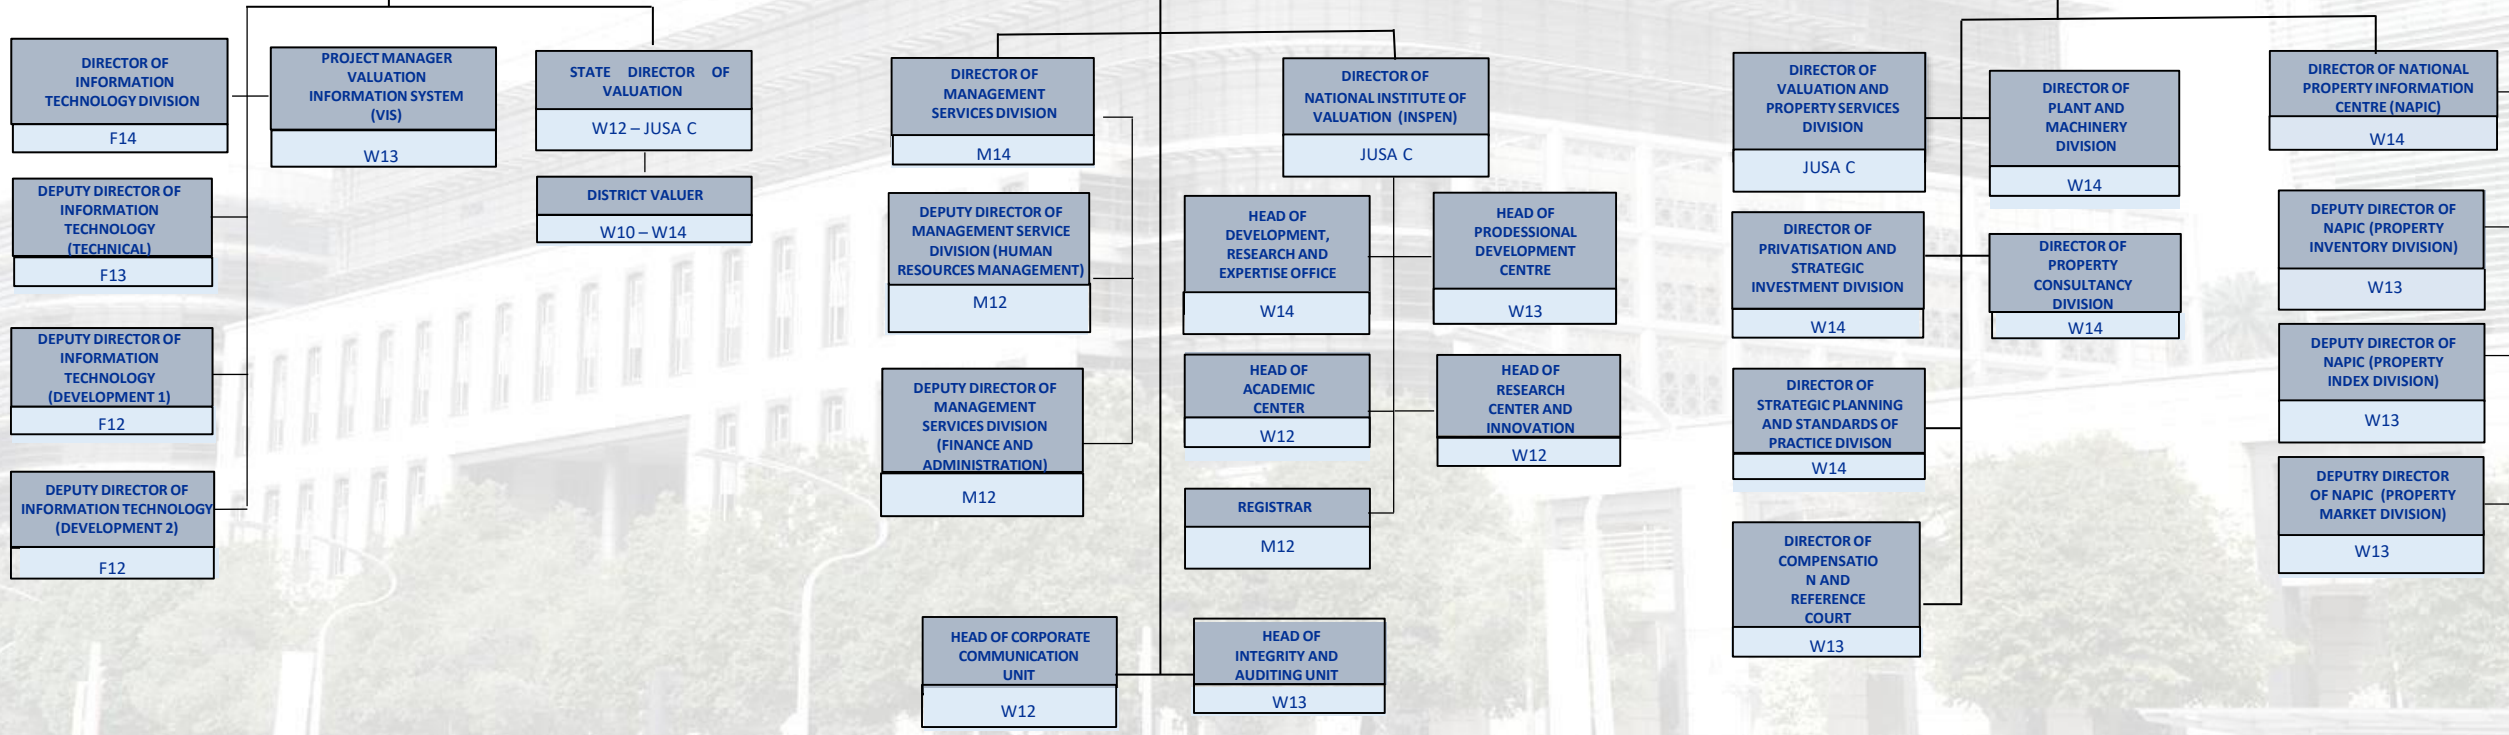 DIRECTOR OF
INFORMATION
TECHNOLOGY DIVISION
F14
PROJECT MANAGER
VALUATION
INFORMATION SYSTEM
(VIS)
W13
STATE DIRECTOR OF
VALUATION
W12 – JUSA C
DISTRICT VALUER
W10 – W14
DEPUTY DIRECTOR OF
INFORMATION
TECHNOLOGY
(TECHNICAL)
F13
DEPUTY DIRECTOR OF
INFORMATION
TECHNOLOGY
(DEVELOPMENT 1)
F12
DEPUTY DIRECTOR OF
INFORMATION TECHNOLOGY
(DEVELOPMENT 2)
F12
DIRECTOR OF
MANAGEMENT
SERVICES DIVISION
M14
DEPUTY DIRECTOR OF
MANAGEMENT SERVICE
DIVISION (HUMAN
RESOURCES MANAGEMENT)
M12
DEPUTY DIRECTOR OF
MANAGEMENT
SERVICES DIVISION
(FINANCE AND
ADMINISTRATION)
M12
DIRECTOR OF
NATIONAL INSTITUTE OF
VALUATION (INSPEN)
JUSA C
HEAD OF
DEVELOPMENT,
RESEARCH AND
EXPERTISE OFFICE
W14
HEAD OF
PRODESSIONAL
DEVELOPMENT
CENTRE
W13
HEAD OF
ACADEMIC
CENTER
W12
HEAD OF
RESEARCH
CENTER AND
INNOVATION
W12
REGISTRAR
M12
HEAD OF CORPORATE
COMMUNICATION
UNIT
W12
HEAD OF
INTEGRITY AND
AUDITING UNIT
W13
DIRECTOR OF
VALUATION AND
PROPERTY SERVICES
DIVISION
JUSA C
DIRECTOR OF
PLANT AND
MACHINERY
DIVISION
W14
DIRECTOR OF
PRIVATISATION AND
STRATEGIC
INVESTMENT DIVISION
W14
DIRECTOR OF
PROPERTY
CONSULTANCY
DIVISION
W14
DIRECTOR OF
STRATEGIC PLANNING
AND STANDARDS OF
PRACTICE DIVISON
W14
DIRECTOR OF
COMPENSATIO
N AND
REFERENCE
COURT
W13
DIRECTOR OF NATIONAL
PROPERTY INFORMATION
CENTRE (NAPIC)
W14
DEPUTY DIRECTOR OF
NAPIC (PROPERTY
INVENTORY DIVISION)
W13
DEPUTY DIRECTOR OF
NAPIC (PROPERTY
INDEX DIVISION)
W13
DEPUTRY DIRECTOR
OF NAPIC (PROPERTY
MARKET DIVISION)
W13